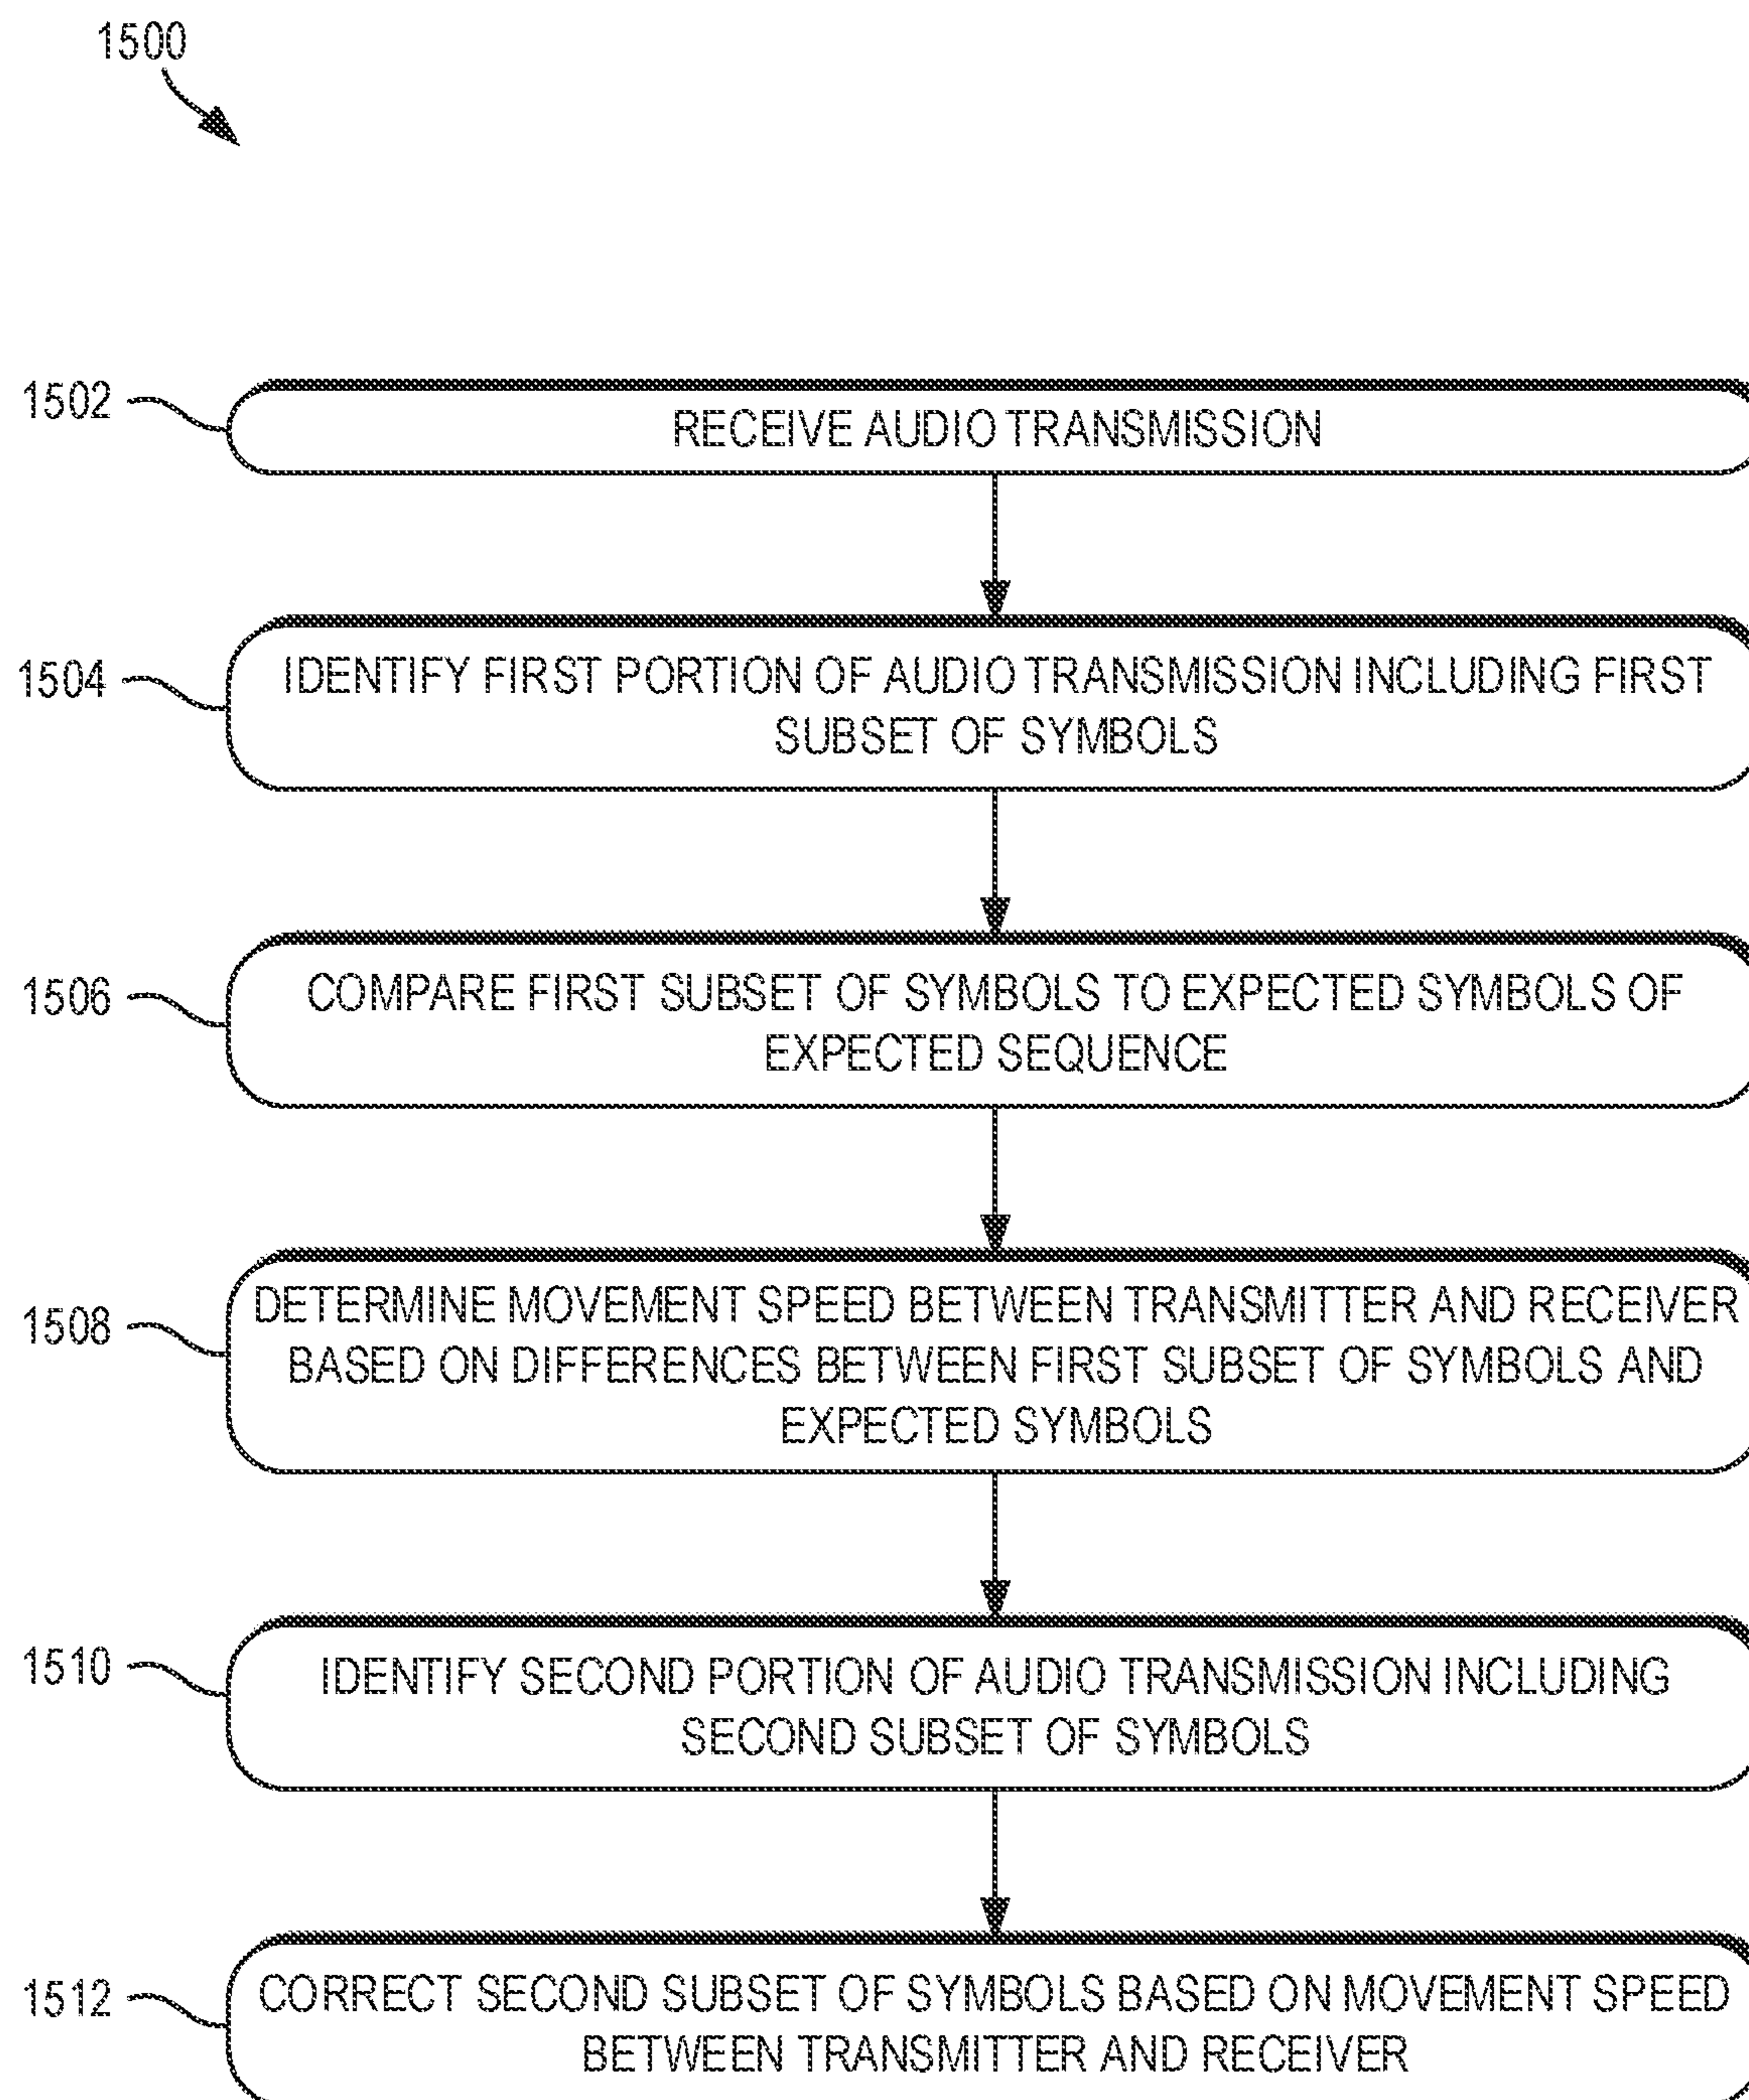 1500
1502
RECEIVE AUDIO TRANSMISSION
1504
IDENTIFY FIRST PORTION OF AUDIO TRANSMISSION INCLUDING FIRST
SUBSET OF SYMBOLS
1506
COMPARE FIRST SUBSET OF SYMBOLS TO EXPECTED SYMBOLS OF
EXPECTED SEQUENCE
1508
DETERMINE MOVEMENT SPEED BETWEEN TRANSMITTER AND RECEIVER
BASED ON DIFFERENCES BETWEEN FIRST SUBSET OF SYMBOLS AND
EXPECTED SYMBOLS
1510
IDENTIFY SECOND PORTION OF AUDIO TRANSMISSION INCLUDING
SECOND SUBSET OF SYMBOLS
1512
CORRECT SECOND SUBSET OF SYMBOLS BASED ON MOVEMENT SPEED
BETWEEN TRANSMITTER AND RECEIVER